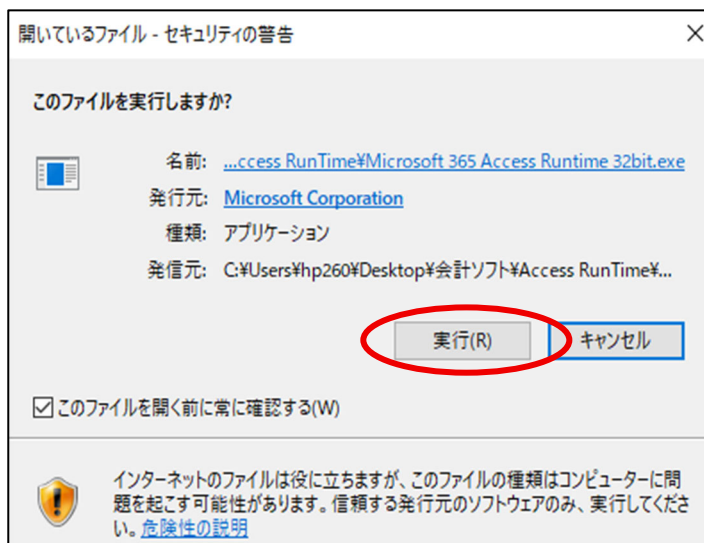 開いているファイル - セキュリティの警告
このファイルを実行しますか?
名前: ...ccess RunTime¥Microsoft 365 Access Runtime 32bit.exe
発行元: Microsoft Corporation
種類: アプリケーション
発信元: C:¥Users¥hp260¥Desktop¥会計ソフト¥Access RunTime¥...
実行(R) キャンセル
このファイルを開く前に常に確認する(W)
インターネットのファイルは役に立ちますが、このファイルの種類はコンピューターに問
題を起こす可能性があります。信頼する発行元のソフトウェアのみ、実行してくださ
い。危険性の説明